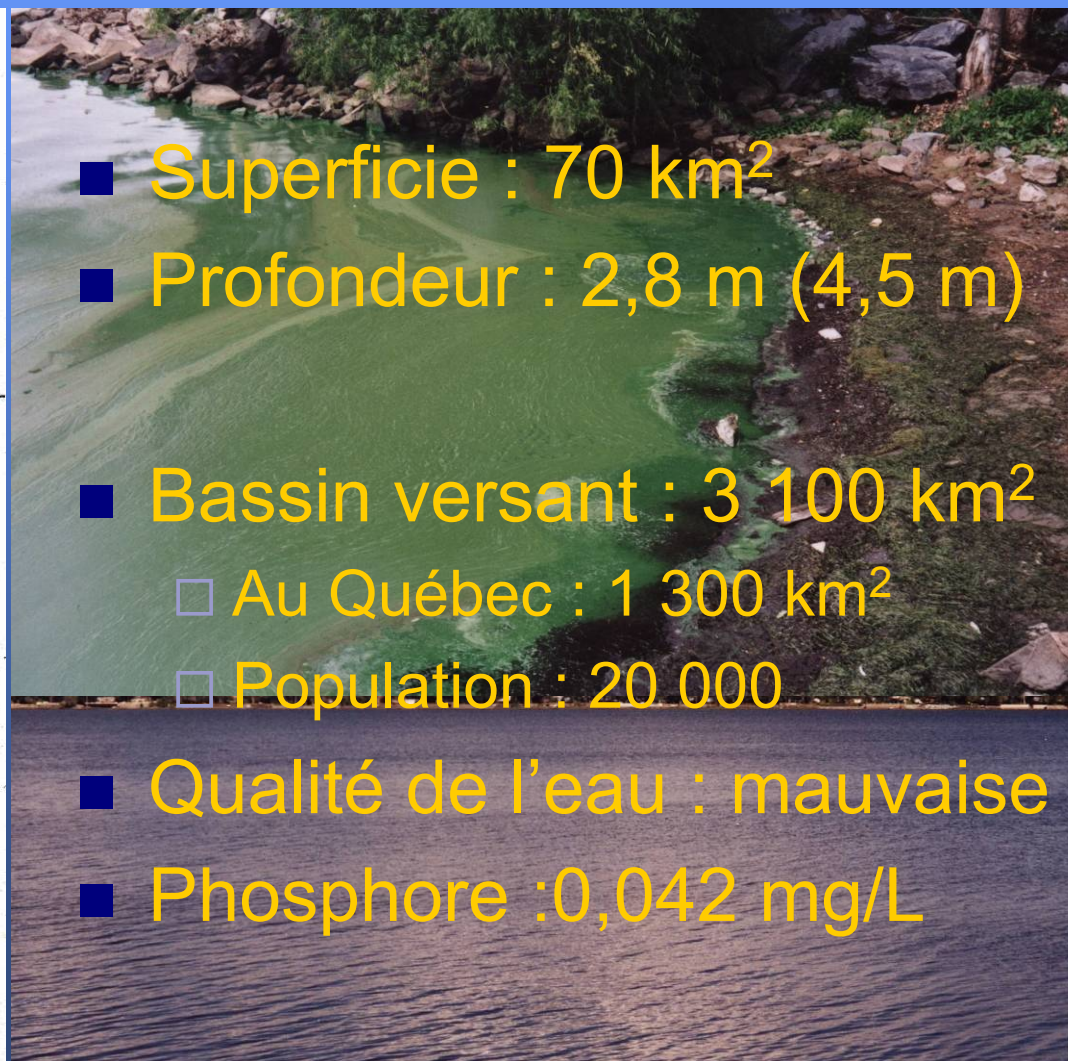 Superficie : 70 km²
Profondeur : 2,8 m (4,5 m)
Bassin versant : 3 100 km²
Au Québec : 1 300 km²
Population : 20 000
Qualité de l’eau : mauvaise
Phosphore :0,042 mg/L